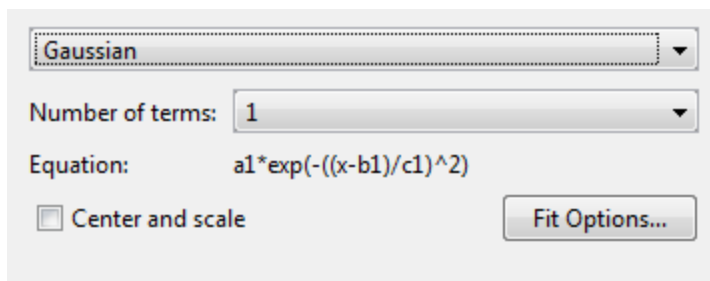 Gaussian
Number of terms: 1
Equation: a1*exp(-((x-b1)/c1)^2)
Center and scale Fit Options...